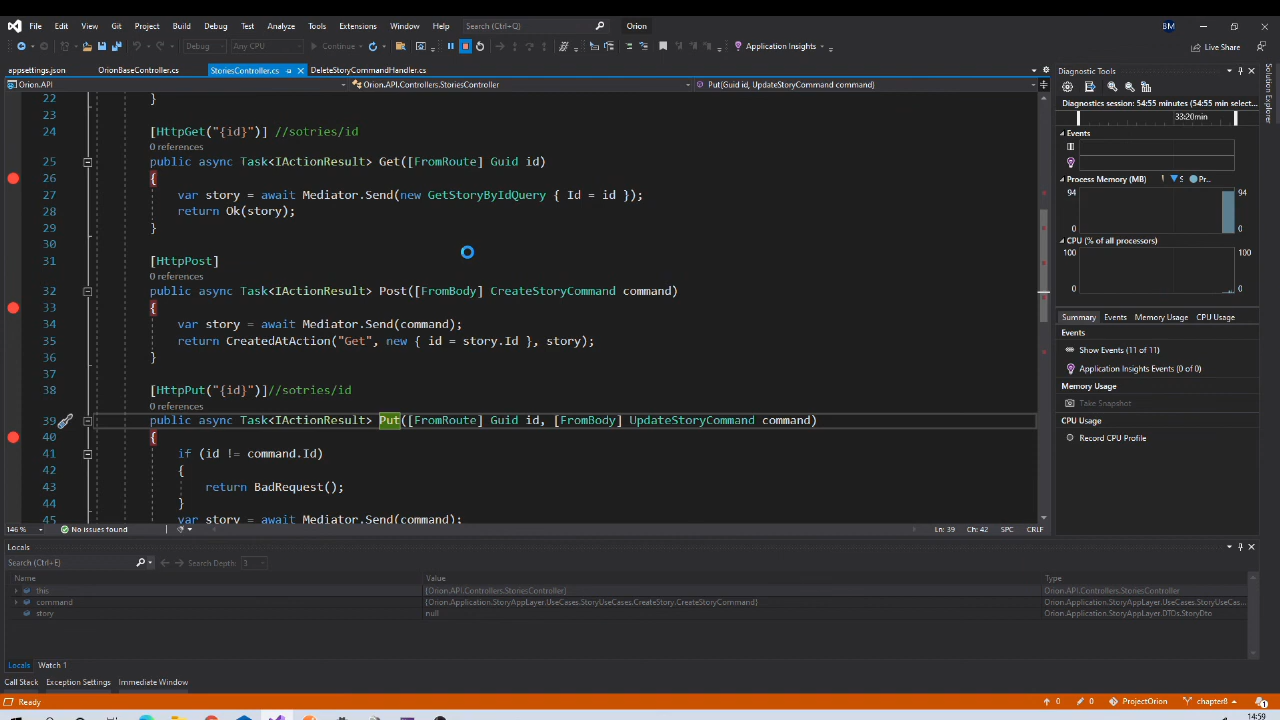 File Edit View Git Project Build Debug Test Analyze Tools Extensions Window Help Search (Ctrl+Q) Orion BM
Debug Any CPU Continue Application Insights Live Share
appsettings.json OrionBaseController.cs StoriesController.cs DeleteStoryCommandHandler.cs
Orion.API Orion.API.Controllers.StoriesController Put(Guid id, UpdateStoryCommand command)
22 }
23
24 [HttpGet("{id}")] //sotries/id
0 references
25 public async Task<IActionResult> Get([FromRoute] Guid id)
26 {
27 var story = await Mediator.Send(new GetStoryByIdQuery { Id = id });
28 return Ok(story);
29 }
30
31 [HttpPost]
0 references
32 public async Task<IActionResult> Post([FromBody] CreateStoryCommand command)
33 {
34 var story = await Mediator.Send(command);
35 return CreatedAtAction("Get", new { id = story.Id }, story);
36 }
37
38 [HttpPut("{id}")]//sotries/id
0 references
39 public async Task<IActionResult> Put([FromRoute] Guid id, [FromBody] UpdateStoryCommand command)
40 {
41 if (id != command.Id)
42 {
43 return BadRequest();
44 }
45 var story = await Mediator.Send(command);
146 % No issues found Ln: 39 Ch: 42 SPC CRLF
Diagnostic Tools
Diagnostics session: 54:55 minutes (54:55 min selec...
33:20min
Events
Process Memory (MB) S Pr...
94 94
0 0
CPU (% of all processors)
100 100
0 0
Summary Events Memory Usage CPU Usage
Events
Show Events (11 of 11)
Application Insights Events (0 of 0)
Memory Usage
Take Snapshot
CPU Usage
Record CPU Profile
Solution Explorer
Locals
Search (Ctrl+E) Search Depth: 3
Name Value Type
this {Orion.API.Controllers.StoriesController} Orion.API.Controllers.StoriesController
command {Orion.Application.StoryAppLayer.UseCases.StoryUseCases.CreateStory.CreateStoryCommand} Orion.Application.StoryAppLayer.UseCases.StoryUseCas...
story null Orion.Application.StoryAppLayer.DTOs.StoryDto
Locals Watch 1
Call Stack Exception Settings Immediate Window
Ready 0 0 ProjectOrion chapter8 1
14:59